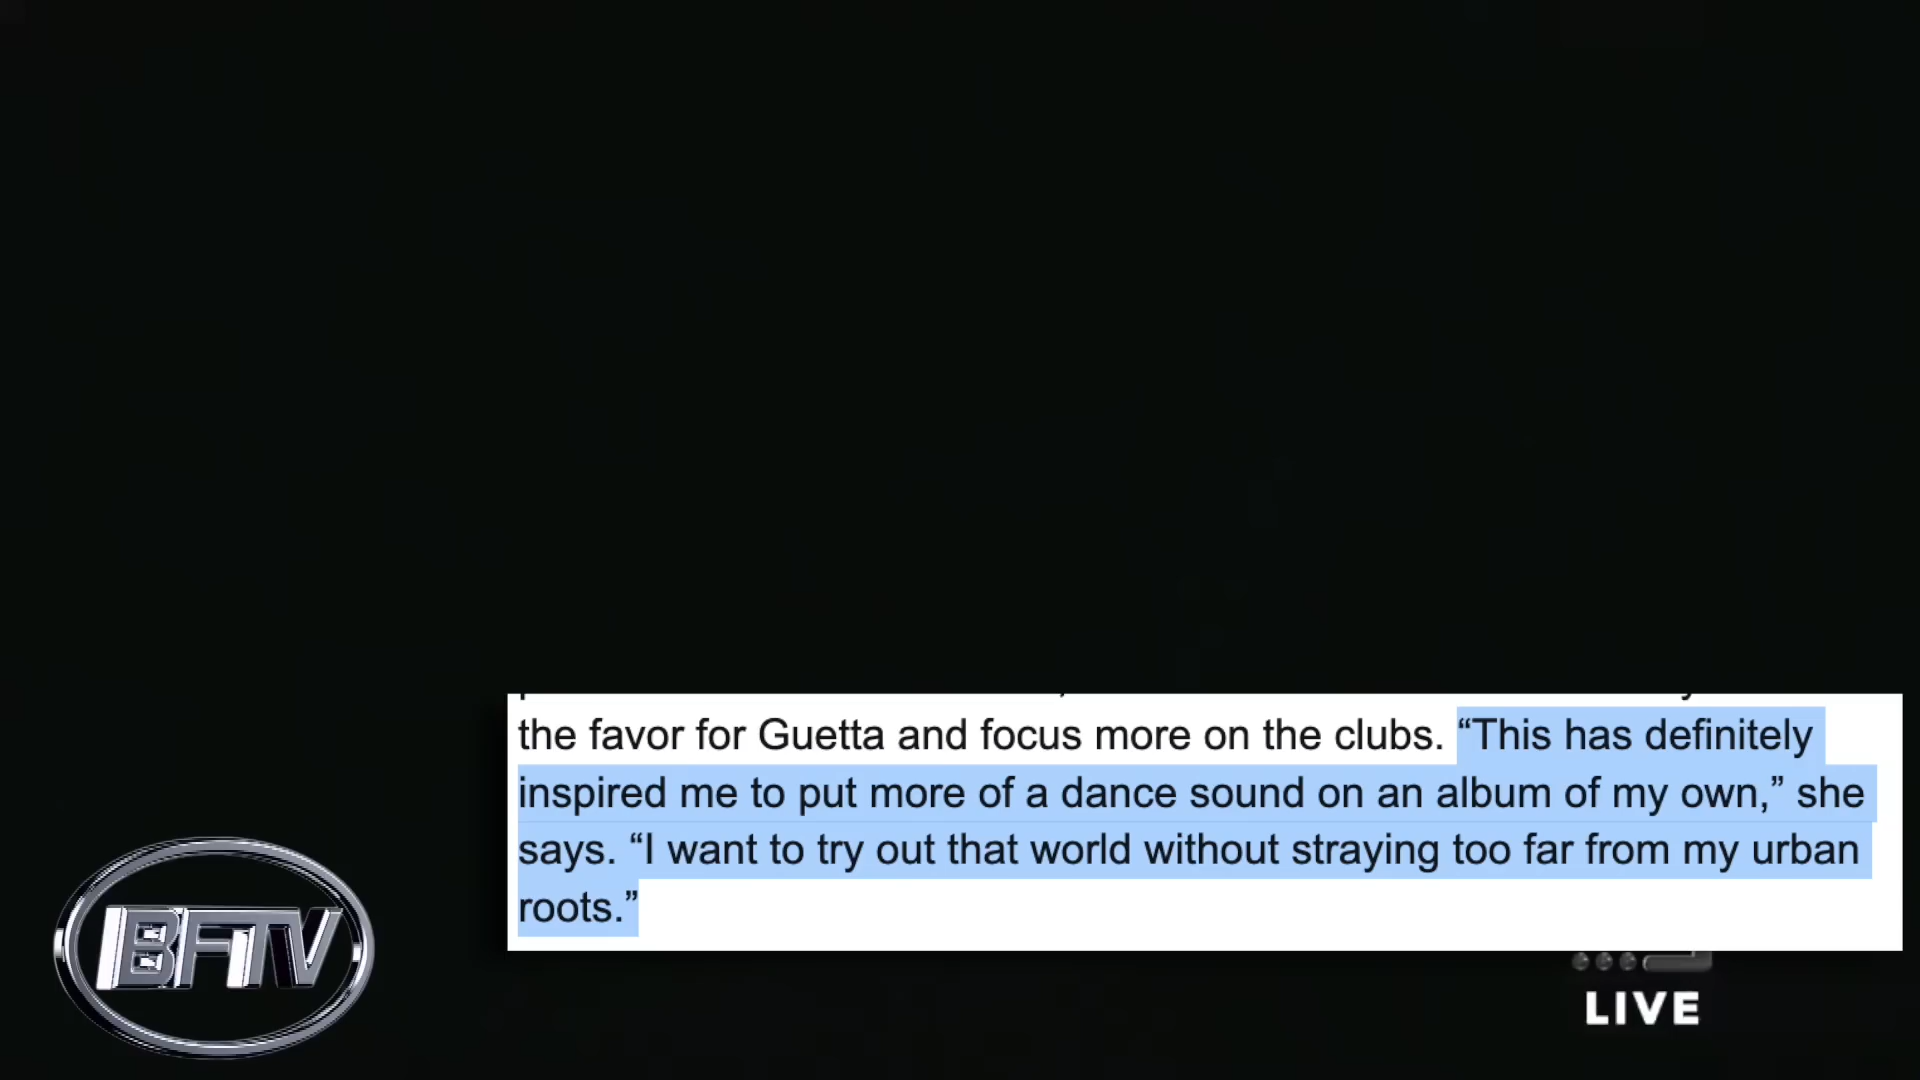 the favor for Guetta and focus more on the clubs. “This has definitely
inspired me to put more of a dance sound on an album of my own,” she
says. “I want to try out that world without straying too far from my urban
roots.”
BFTV
LIVE